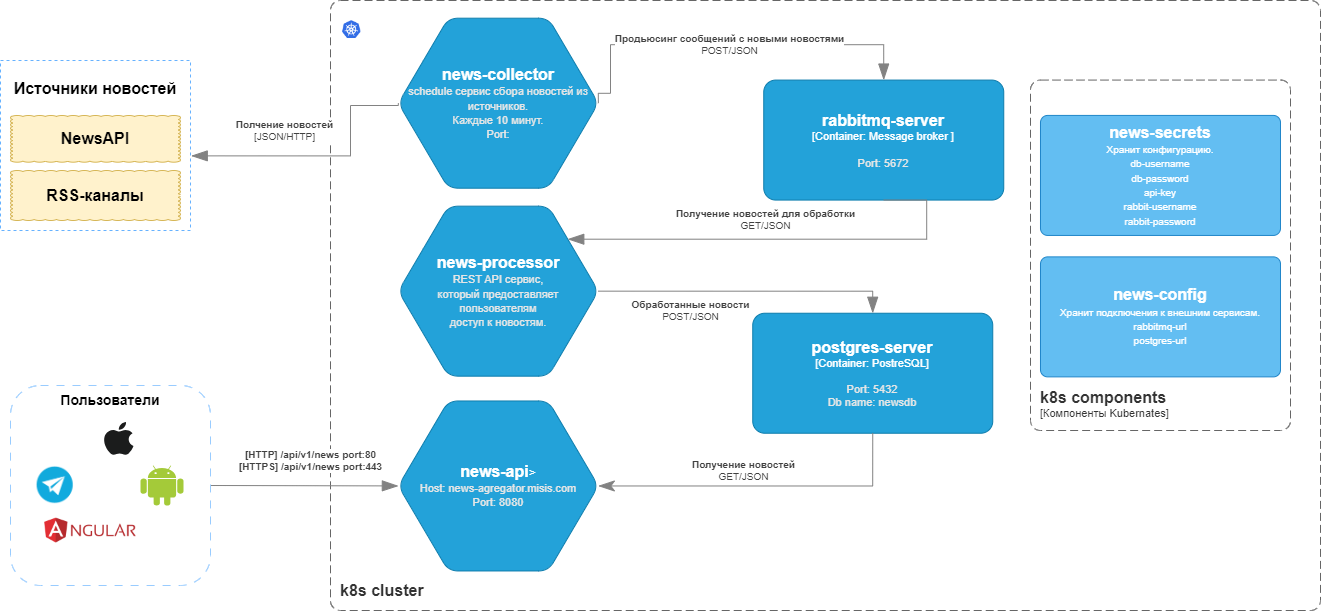 Источники новостей
NewsAPI
RSS-каналы
Полчение новостей
[JSON/HTTP]
news-collector
schedule сервис сбора новостей из
источников.
Каждые 10 минут.
Port:
Продьюсинг сообщений с новыми новостями
POST/JSON
rabbitmq-server
[Container: Message broker ]
Port: 5672
Получение новостей для обработки
GET/JSON
news-processor
REST API сервис,
который предоставляет
пользователям
доступ к новостям.
Обработанные новости
POST/JSON
postgres-server
[Container: PostreSQL]
Port: 5432
Db name: newsdb
Получение новостей
GET/JSON
news-api>
Host: news-agregator.misis.com
Port: 8080
[HTTP] /api/v1/news port:80
[HTTPS] /api/v1/news port:443
Пользователи
ANGULAR
news-secrets
Хранит конфигурацию.
db-username
db-password
api-key
rabbit-username
rabbit-password
news-config
Хранит подключения к внешним сервисам.
rabbitmq-url
postgres-url
k8s components
[Компоненты Kubernates]
k8s cluster